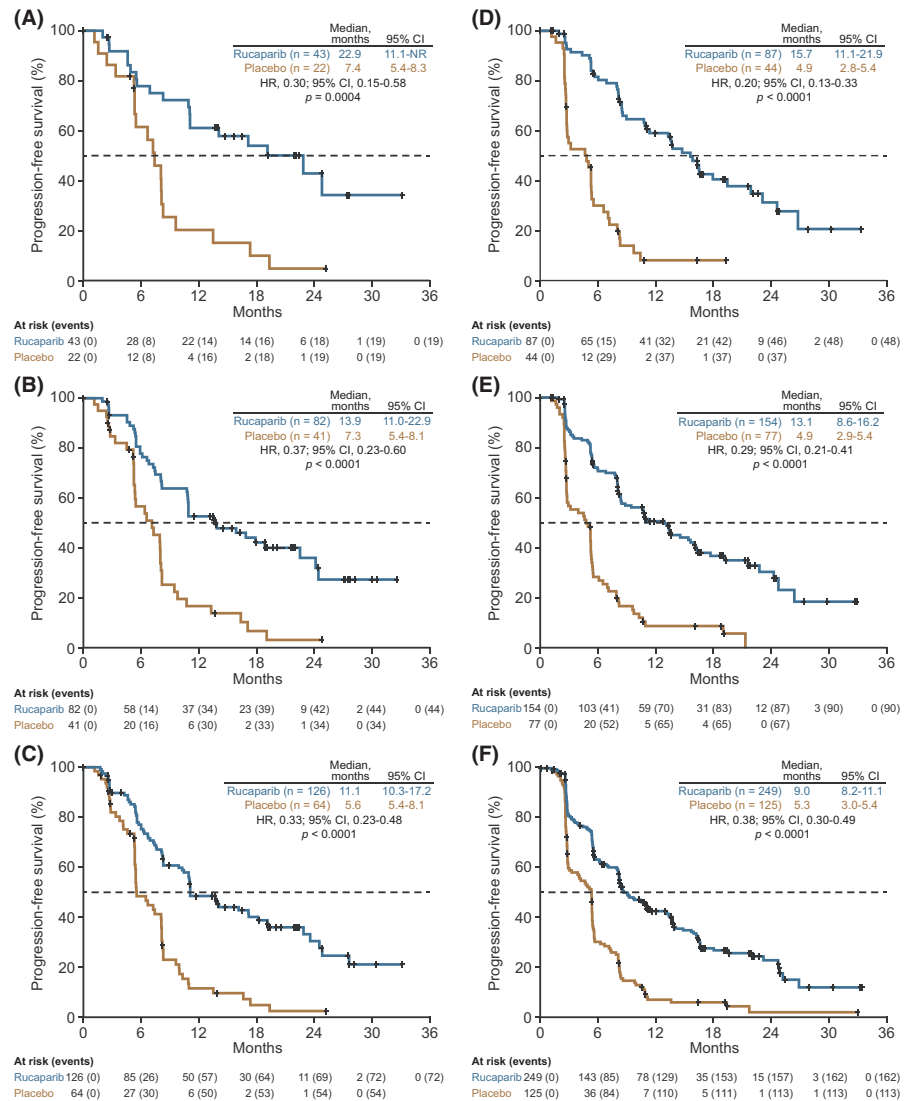 (A)
Progression-free survival (%)
100
80
60
40
20
0
Median, months 95% CI
Rucaparib (n = 43) 22.9 11.1-NR
Placebo (n = 22) 7.4 5.4-8.3
HR, 0.30; 95% CI, 0.15-0.58
p = 0.0004
0 6 12 18 24 30 36
Months
At risk (events)
Rucaparib 43 (0) 28 (8) 22 (14) 14 (16) 6 (18) 1 (19) 0 (19)
Placebo 22 (0) 12 (8) 4 (16) 2 (18) 1 (19) 0 (19)
(B)
Progression-free survival (%)
100
80
60
40
20
0
Median, months 95% CI
Rucaparib (n = 82) 13.9 11.0-22.9
Placebo (n = 41) 7.3 5.4-8.1
HR, 0.37; 95% CI, 0.23-0.60
p < 0.0001
0 6 12 18 24 30 36
Months
At risk (events)
Rucaparib 82 (0) 58 (14) 37 (34) 23 (39) 9 (42) 2 (44) 0 (44)
Placebo 41 (0) 20 (16) 6 (30) 2 (33) 1 (34) 0 (34)
(C)
Progression-free survival (%)
100
80
60
40
20
0
Median, months 95% CI
Rucaparib (n = 126) 11.1 10.3-17.2
Placebo (n = 64) 5.6 5.4-8.1
HR, 0.33; 95% CI, 0.23-0.48
p < 0.0001
0 6 12 18 24 30 36
Months
At risk (events)
Rucaparib 126 (0) 85 (26) 50 (57) 30 (64) 11 (69) 2 (72) 0 (72)
Placebo 64 (0) 27 (30) 6 (50) 2 (53) 1 (54) 0 (54)
(D)
Progression-free survival (%)
100
80
60
40
20
0
Median, months 95% CI
Rucaparib (n = 87) 15.7 11.1-21.9
Placebo (n = 44) 4.9 2.8-5.4
HR, 0.20; 95% CI, 0.13-0.33
p < 0.0001
0 6 12 18 24 30 36
Months
At risk (events)
Rucaparib 87 (0) 65 (15) 41 (32) 21 (42) 9 (46) 2 (48) 0 (48)
Placebo 44 (0) 12 (29) 2 (37) 1 (37) 0 (37)
(E)
Progression-free survival (%)
100
80
60
40
20
0
Median, months 95% CI
Rucaparib (n = 154) 13.1 8.6-16.2
Placebo (n = 77) 4.9 2.9-5.4
HR, 0.29; 95% CI, 0.21-0.41
p < 0.0001
0 6 12 18 24 30 36
Months
At risk (events)
Rucaparib 154 (0) 103 (41) 59 (70) 31 (83) 12 (87) 3 (90) 0 (90)
Placebo 77 (0) 20 (52) 5 (65) 4 (65) 0 (67)
(F)
Progression-free survival (%)
100
80
60
40
20
0
Median, months 95% CI
Rucaparib (n = 249) 9.0 8.2-11.1
Placebo (n = 125) 5.3 3.0-5.4
HR, 0.38; 95% CI, 0.30-0.49
p < 0.0001
0 6 12 18 24 30 36
Months
At risk (events)
Rucaparib 249 (0) 143 (85) 78 (129) 35 (153) 15 (157) 3 (162) 0 (162)
Placebo 125 (0) 36 (84) 7 (110) 5 (111) 1 (113) 1 (113) 0 (113)